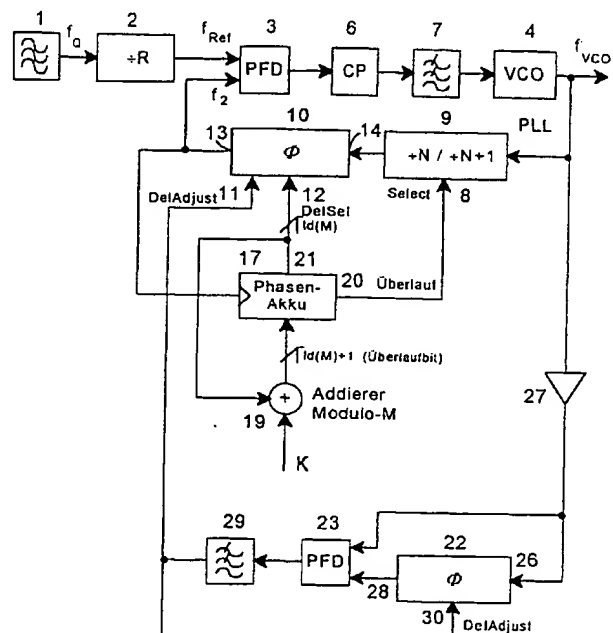 1
2
3
6
7
4
f_Q
÷R
f_Ref
PFD
CP
VCO
f_VCO
f_2
10
9
PLL
13
Φ
14
÷N / ÷N+1
DelAdjust
11
12
Select
8
DelSel
ld(M)
17
21
20
Überlauf
Phasen-
Akku
ld(M)+1 (Überlaufbit)
+
19
Addierer
Modulo-M
K
27
29
23
22
26
PFD
28
Φ
30
DelAdjust